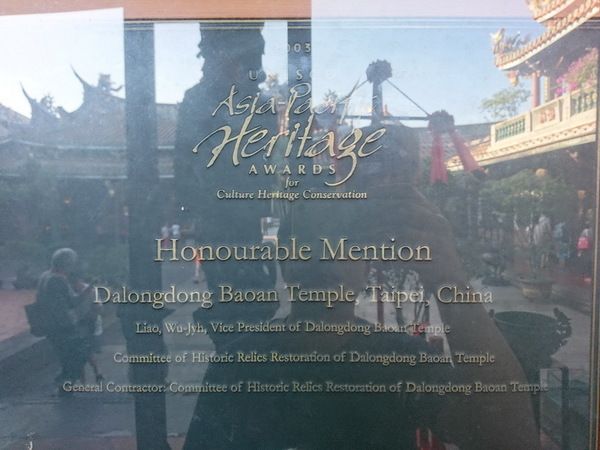 2003
UNESCO
Asia-Pacific
Heritage
AWARDS
for
Culture Heritage Conservation
Honourable Mention
Dalongdong Baoan Temple, Taipei, China
Liao, Wu-Jyh, Vice President of Dalongdong Baoan Temple
Committee of Historic Relics Restoration of Dalongdong Baoan Temple
General Contractor: Committee of Historic Relics Restoration of Dalongdong Baoan Temple